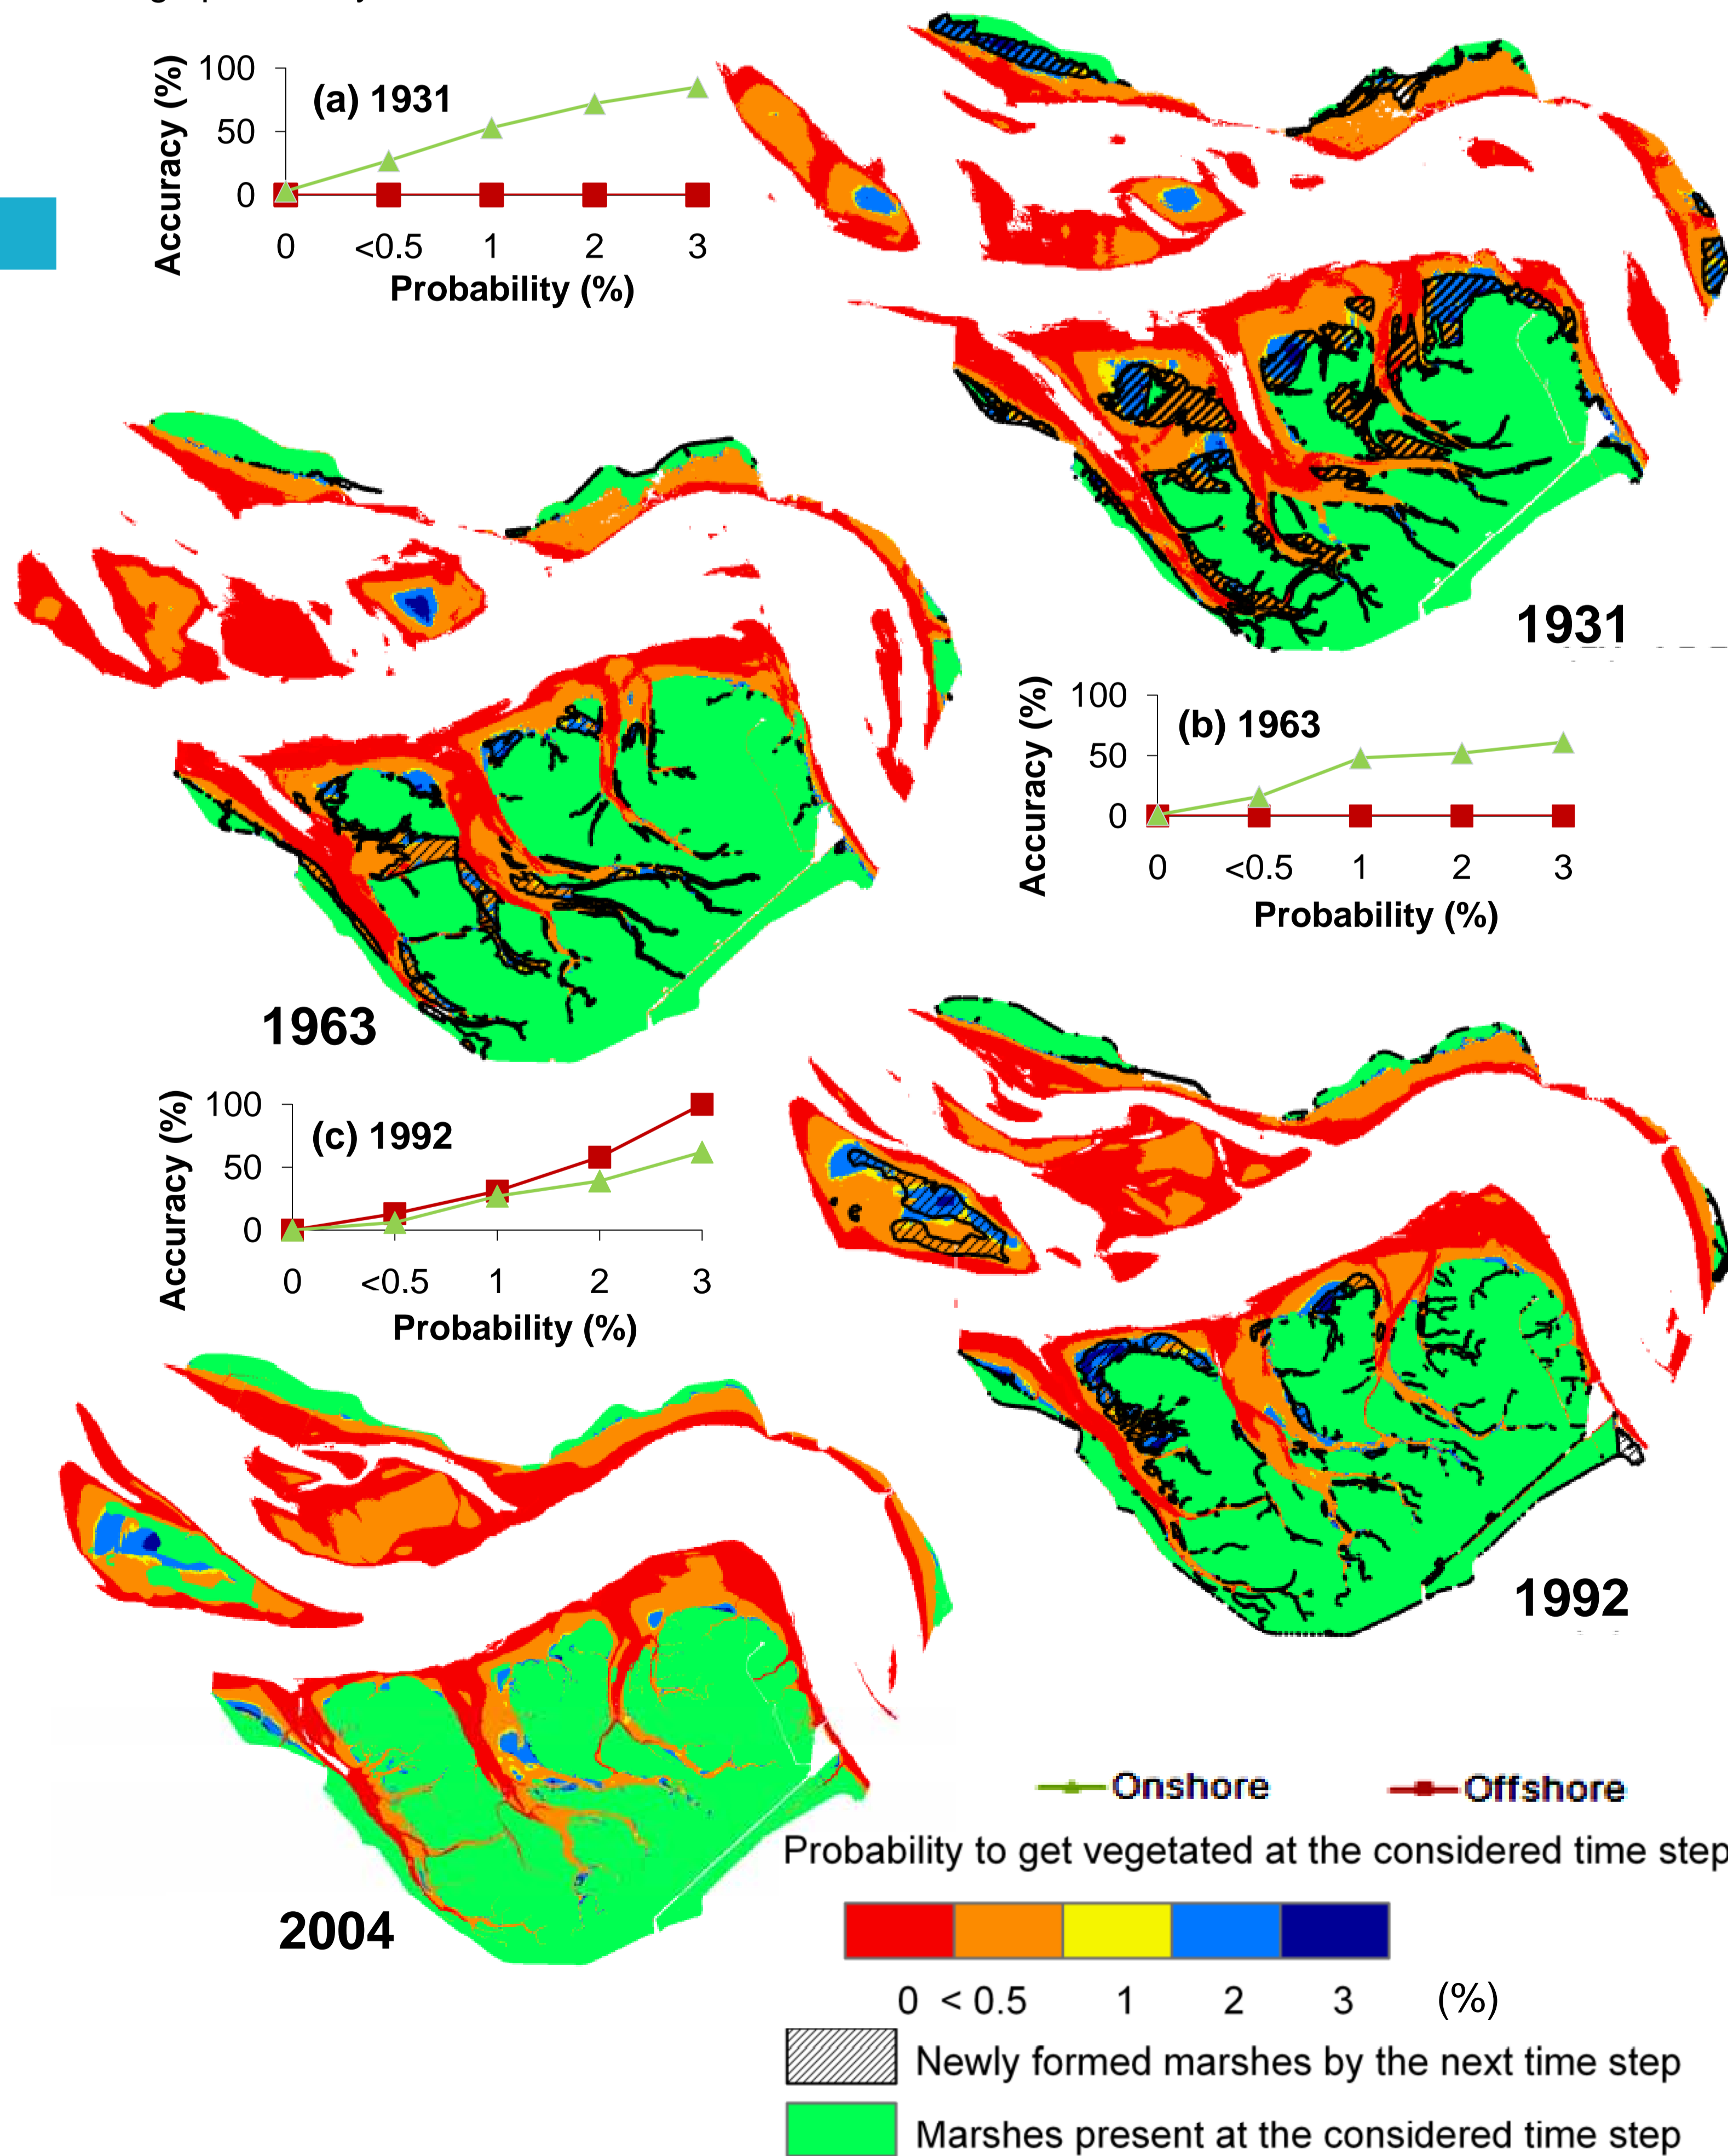 100
50
0
Accuracy (%)
(a) 1931
0 <0.5 1 2 3
Probability (%)
1931
100
50
0
Accuracy (%)
(b) 1963
0 <0.5 1 2 3
Probability (%)
1963
100
50
0
Accuracy (%)
(c) 1992
0 <0.5 1 2 3
Probability (%)
1992
2004
Onshore Offshore
Probability to get vegetated at the considered time step
0 < 0.5 1 2 3 (%)
Newly formed marshes by the next time step
Marshes present at the considered time step